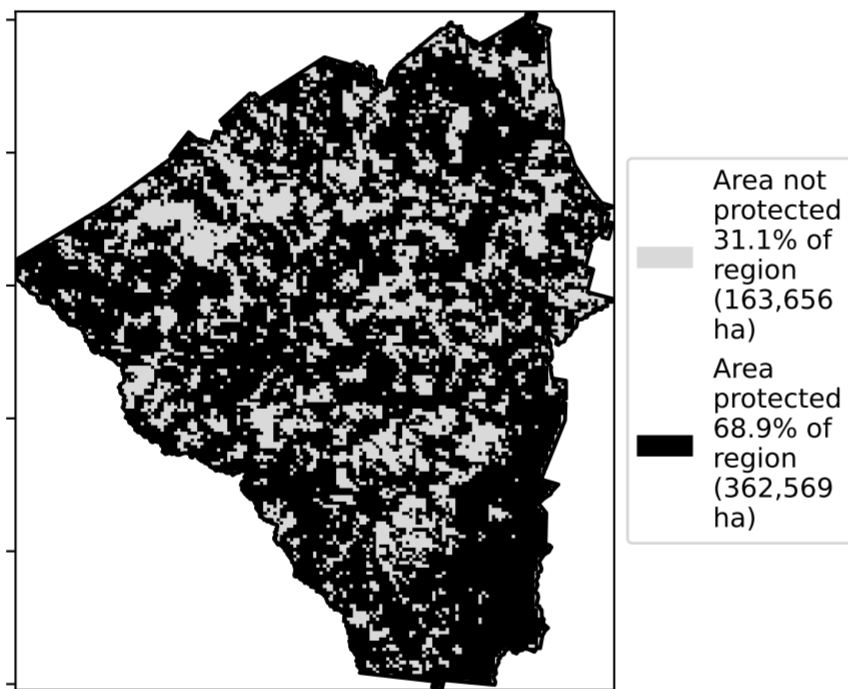 Area not
protected
31.1% of
region
(163,656
ha)
Area
protected
68.9% of
region
(362,569
ha)